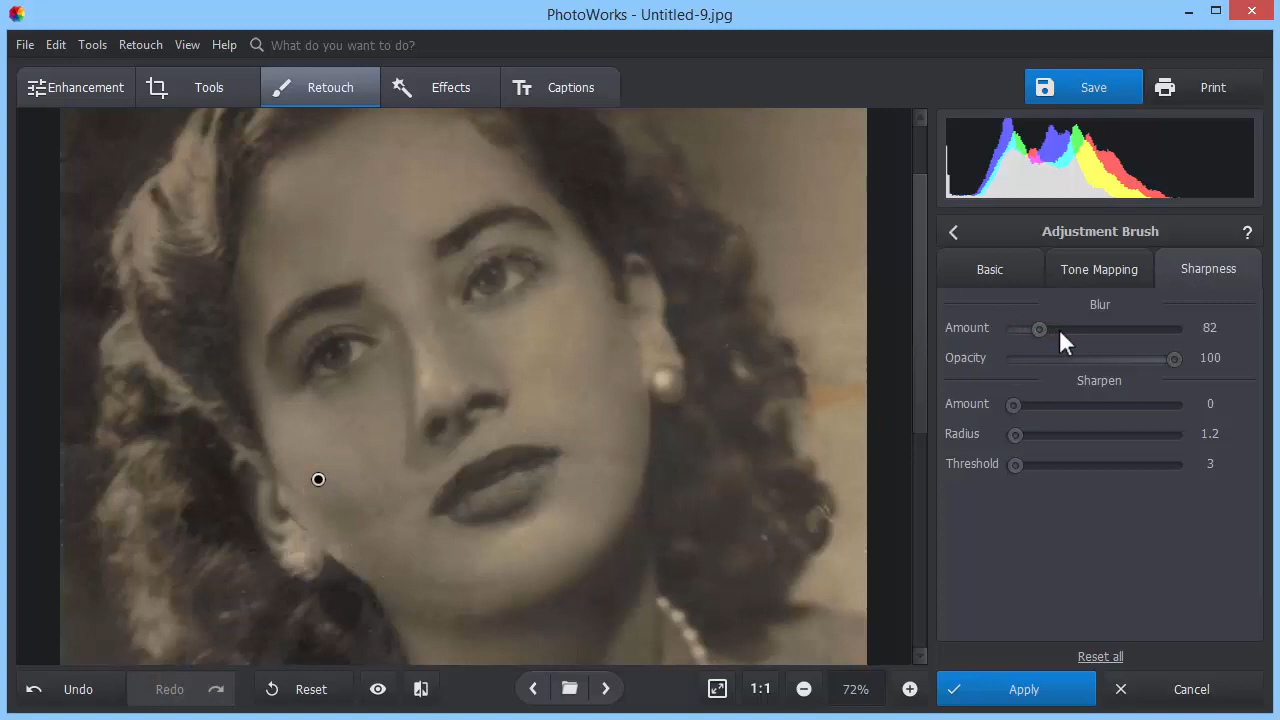 PhotoWorks - Untitled-9.jpg
File Edit Tools Retouch View Help What do you want to do?
Enhancement Tools Retouch Effects Captions Save Print
Adjustment Brush ?
Basic Tone Mapping Sharpness
Blur
Amount 82
Opacity 100
Sharpen
Amount 0
Radius 1.2
Threshold 3
Reset all
Undo Redo Reset 1:1 72% Apply Cancel